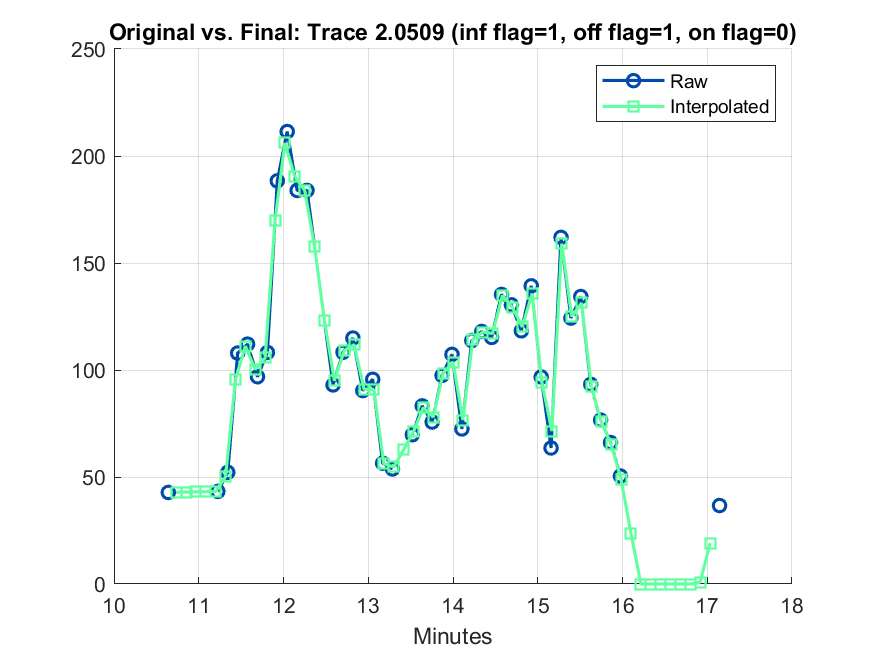 Original vs. Final: Trace 2.0509 (inf flag=1, off flag=1, on flag=0)
250
200
150
100
50
0
Raw
Interpolated
10 11 12 13 14 15 16 17 18
Minutes